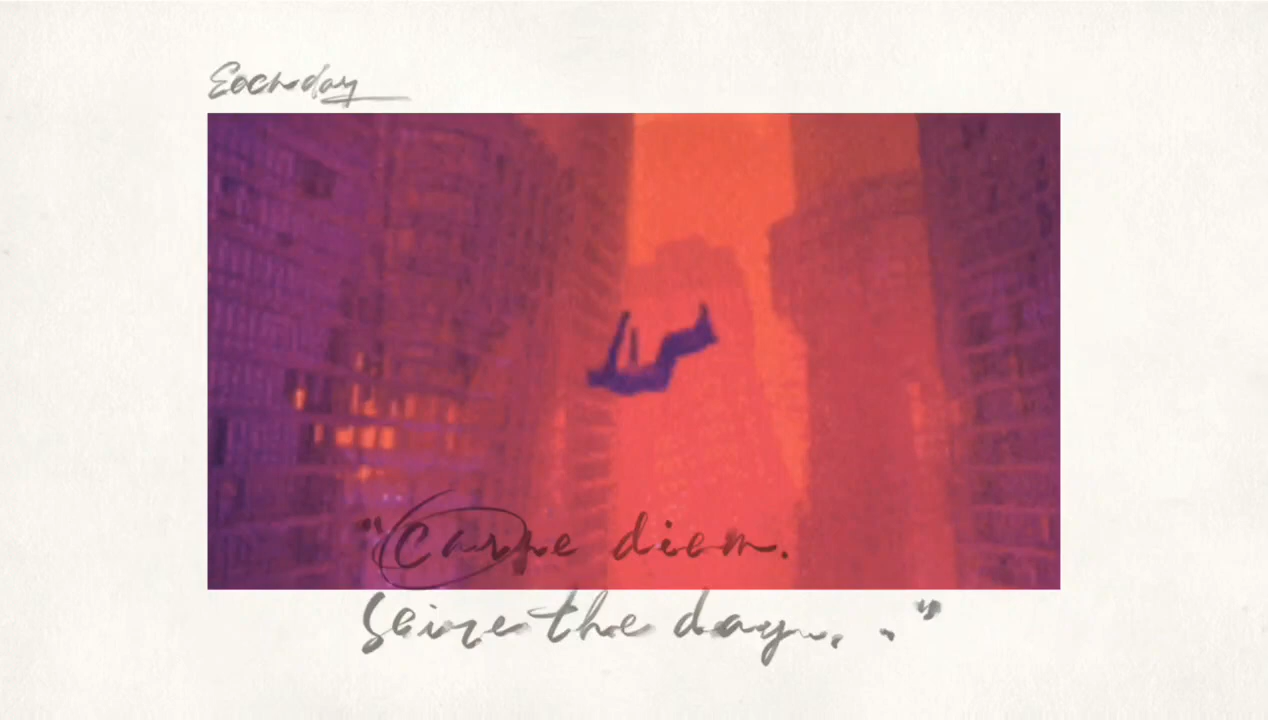 Each day
"Carpe diem.
Seize the day. ."